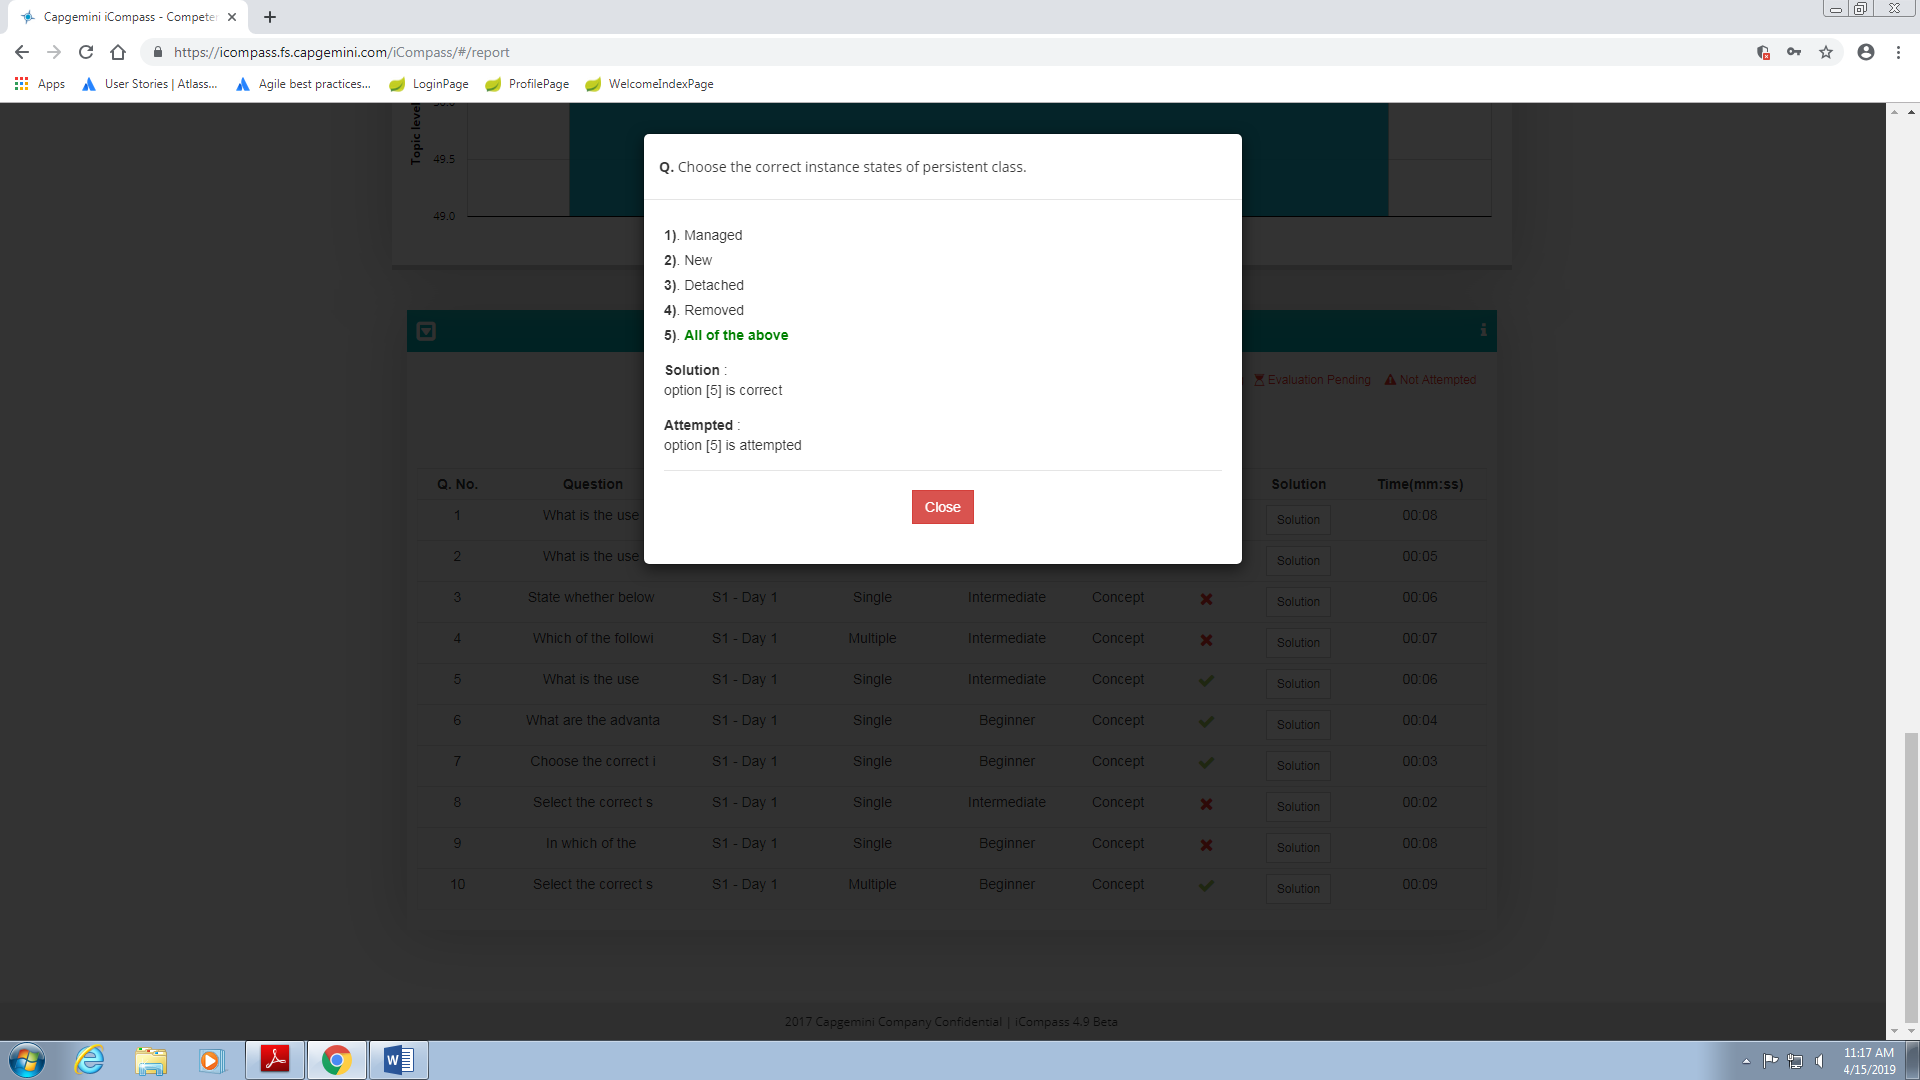 Capgemini iCompass - Competer
https://icompass.fs.capgemini.com/iCompass/#/report
Apps
User Stories | Atlass...
Agile best practices...
LoginPage
ProfilePage
WelcomeIndexPage
Topic level
49.5
49.0
Q. Choose the correct instance states of persistent class.
1). Managed
2). New
3). Detached
4). Removed
5). All of the above
Solution :
option [5] is correct
Attempted :
option [5] is attempted
Close
Evaluation Pending Not Attempted
Q. No. Question Solution Time(mm:ss)
1 What is the use Solution 00:08
2 What is the use Solution 00:05
3 State whether below S1 - Day 1 Single Intermediate Concept Solution 00:06
4 Which of the followi S1 - Day 1 Multiple Intermediate Concept Solution 00:07
5 What is the use S1 - Day 1 Single Intermediate Concept Solution 00:06
6 What are the advanta S1 - Day 1 Single Beginner Concept Solution 00:04
7 Choose the correct i S1 - Day 1 Single Beginner Concept Solution 00:03
8 Select the correct s S1 - Day 1 Single Intermediate Concept Solution 00:02
9 In which of the S1 - Day 1 Single Beginner Concept Solution 00:08
10 Select the correct s S1 - Day 1 Multiple Beginner Concept Solution 00:09
2017 Capgemini Company Confidential | iCompass 4.9 Beta
11:17 AM
4/15/2019